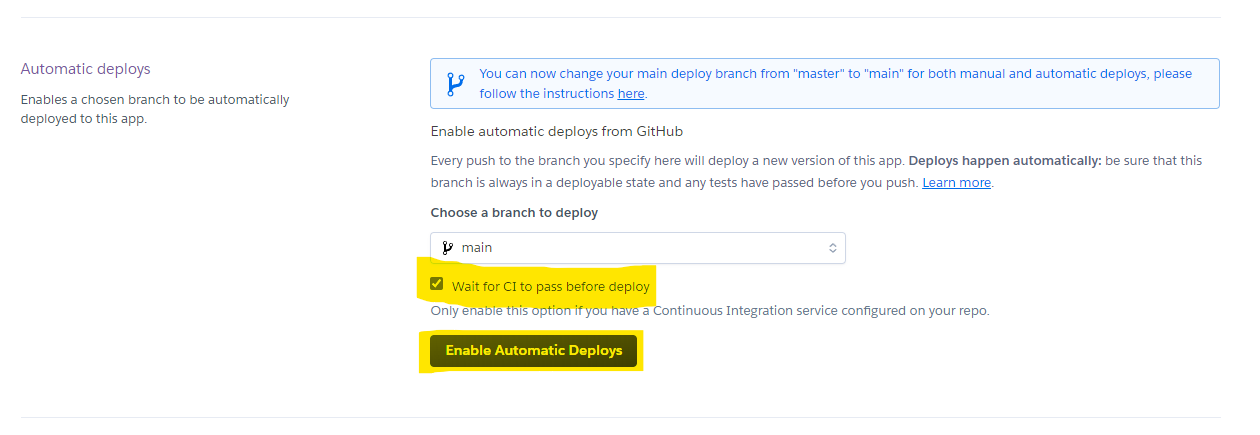 Automatic deploys
Enables a chosen branch to be automatically
deployed to this app.
You can now change your main deploy branch from "master" to "main" for both manual and automatic deploys, please
follow the instructions here.
Enable automatic deploys from GitHub
Every push to the branch you specify here will deploy a new version of this app. Deploys happen automatically: be sure that this
branch is always in a deployable state and any tests have passed before you push. Learn more.
Choose a branch to deploy
main
Wait for CI to pass before deploy
Only enable this option if you have a Continuous Integration service configured on your repo.
Enable Automatic Deploys